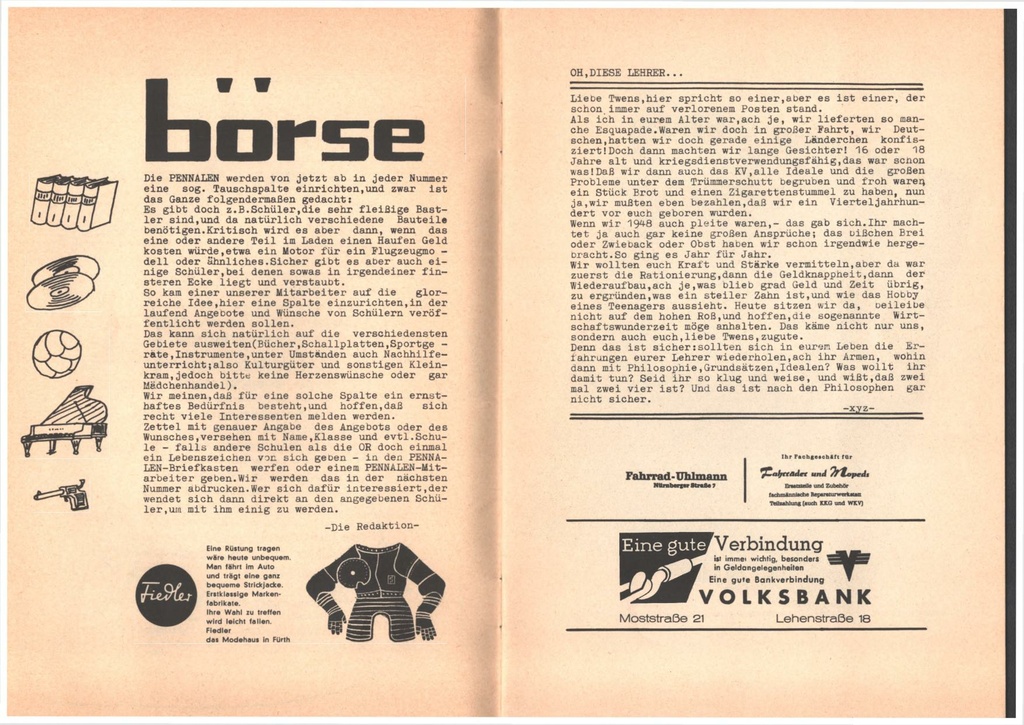 börse
Die PENNALEN werden von jetzt ab in jeder Nummer
eine sog. Tauschspalte einrichten,und zwar ist
das Ganze folgendermaßen gedacht:
Es gibt doch z.B.Schüler,die sehr fleißige Bast-
ler sind,und da natürlich verschiedene Bauteile
benötigen.Kritisch wird es aber dann, wenn das
eine oder andere Teil im Laden einen Haufen Geld
kosten würde,etwa ein Motor für ein Flugzeugmo -
dell oder ähnliches.Sicher gibt es aber auch ei-
nige Schüler,bei denen sowas in irgendeiner fin-
steren Ecke liegt und verstaubt.
So kam einer unserer Mitarbeiter auf die glor-
reiche Idee,hier eine Spalte einzurichten,in der
laufend Angebote und Wünsche von Schülern veröf-
fentlicht werden sollen.
Das kann sich natürlich auf die verschiedensten
Gebiete ausweiten(Bücher,Schallplatten,Sportge -
räte,Instrumente,unter Umständen auch Nachhilfe-
unterricht;also Kulturgüter und sonstigen Klein-
kram,jedoch bitte keine Herzenswünsche oder gar
Mädchenhandel).
Wir meinen,daß für eine solche Spalte ein ernst-
haftes Bedürfnis besteht,und hoffen,daß sich
recht viele Interessenten melden werden.
Zettel mit genauer Angabe des Angebots oder des
Wunsches,versehen mit Name,Klasse und evtl.Schu-
le - falls andere Schulen als die OR doch einmal
ein Lebenszeichen von sich geben - in den PENNA-
LEN-Briefkasten werfen oder einem PENNALEN-Mit-
arbeiter geben.Wir werden das in der nächsten
Nummer abdrucken.Wer sich dafür interessiert,der
wendet sich dann direkt an den angegebenen Schü-
ler,um mit ihm einig zu werden.
-Die Redaktion-
Fiedler
Eine Rüstung tragen
wäre heute unbequem.
Man fährt im Auto
und trägt eine ganz
bequeme Strickjacke.
Erstklassige Marken-
fabrikate.
Ihre Wahl zu treffen
wird leicht fallen.
Fiedler
das Modehaus in Fürth
OH,DIESE LEHRER...
Liebe Twens,hier spricht so einer,aber es ist einer, der
schon immer auf verlorenem Posten stand.
Als ich in eurem Alter war,ach je, wir lieferten so man-
che Esquapade.Waren wir doch in großer Fahrt, wir Deut-
schen,hatten wir doch gerade einige Länderchen konfis-
ziert!Doch dann machten wir lange Gesichter! 16 oder 18
Jahre alt und kriegsdienstverwendungsfähig,das war schon
was!Daß wir dann auch das KV,alle Ideale und die großen
Probleme unter dem Trümmerschutt begruben und froh waren
ein Stück Brot und einen Zigarettenstummel zu haben, nun
ja,wir mußten eben bezahlen,daß wir ein Vierteljahrhun-
dert vor euch geboren wurden.
Wenn wir 1948 auch pleite waren,- das gab sich.Ihr mach-
tet ja auch gar keine großen Ansprüche; das bißchen Brei
oder Zwieback oder Obst haben wir schon irgendwie herge-
bracht.So ging es Jahr für Jahr.
Wir wollten euch Kraft und Stärke vermitteln,aber da war
zuerst die Rationierung,dann die Geldknappheit,dann der
Wiederaufbau,ach je,was blieb grad Geld und Zeit übrig,
zu ergründen,was ein steiler Zahn ist,und wie das Hobby
eines Teenagers aussieht. Heute sitzen wir da, beileibe
nicht auf dem hohen Roß,und hoffen,die sogenannte Wirt-
schaftswunderzeit möge anhalten. Das käme nicht nur uns,
sondern auch euch,liebe Twens,zugute.
Denn das ist sicher:sollten sich in eurem Leben die Er-
fahrungen eurer Lehrer wiederholen,ach ihr Armen, wohin
dann mit Philosophie,Grundsätzen,Idealen? Was wollt ihr
damit tun? Seid ihr so klug und weise, und wißt,daß zwei
mal zwei vier ist? Und das ist nach den Philosophen gar
nicht sicher.
-xyz-
Fahrrad-Uhlmann
Nürnberger Straße 7
Ihr Fachgeschäft für
Fahrräder und Mopeds
Ersatzteile und Zubehör
fachmännische Reparaturwerkstatt
Teilzahlung (auch KKG und WKV)
Eine gute Verbindung
ist immer wichtig, besonders
in Geldangelegenheiten
Eine gute Bankverbindung
VOLKSBANK
Moststraße 21 Lehenstraße 18